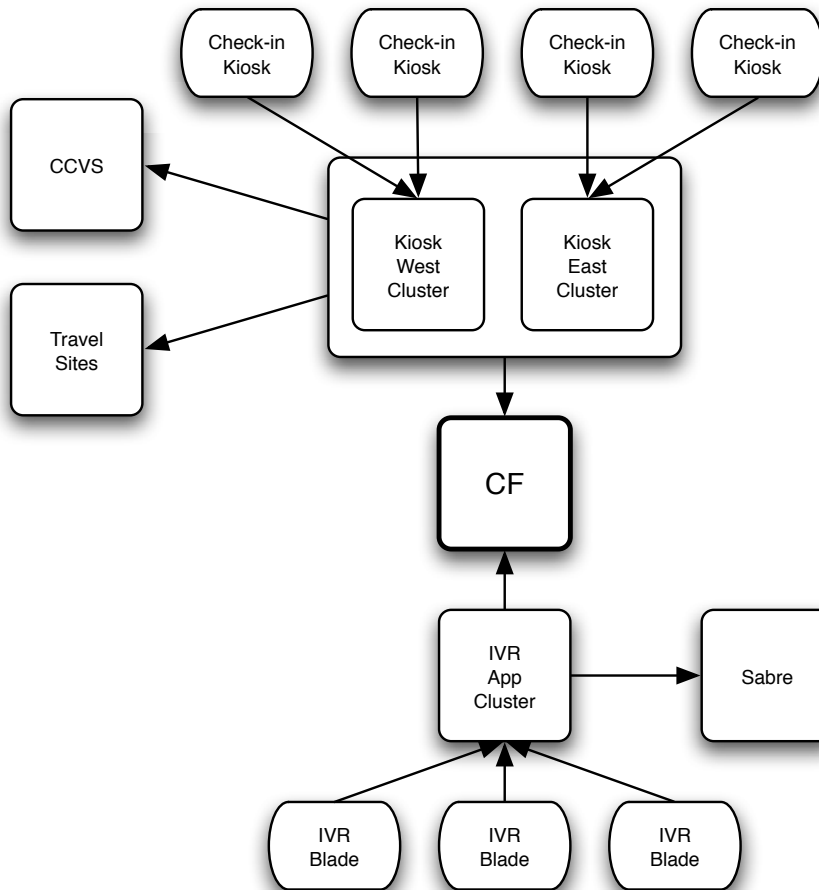 Check-in
Kiosk
Check-in
Kiosk
Check-in
Kiosk
Check-in
Kiosk
CCVS
Kiosk
West
Cluster
Kiosk
East
Cluster
Travel
Sites
CF
IVR
App
Cluster
Sabre
IVR
Blade
IVR
Blade
IVR
Blade